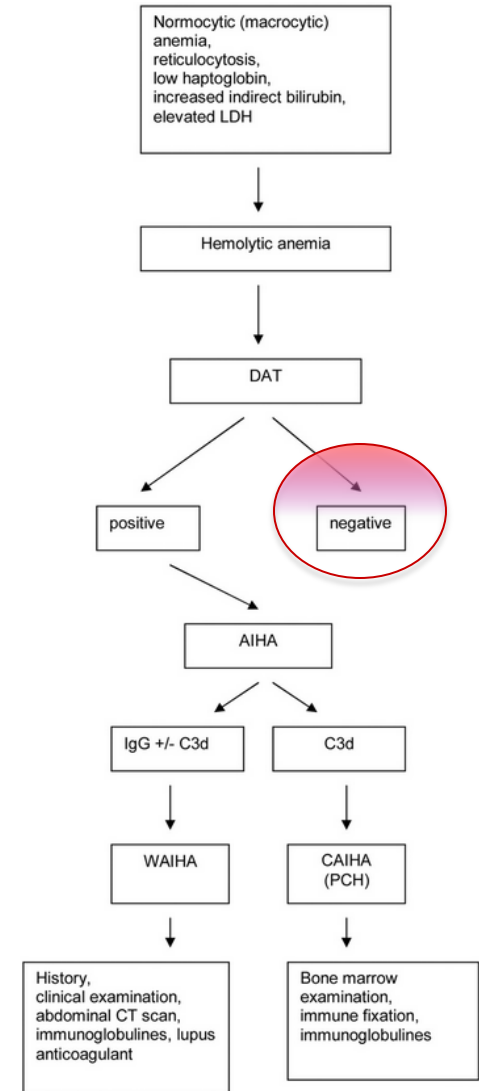 Normocytic (macrocytic)
anemia,
reticulocytosis,
low haptoglobin,
increased indirect bilirubin,
elevated LDH
Hemolytic anemia
DAT
positive
negative
AIHA
IgG +/- C3d
C3d
WAIHA
CAIHA
(PCH)
History,
clinical examination,
abdominal CT scan,
immunoglobulines, lupus
anticoagulant
Bone marrow
examination,
immune fixation,
immunoglobulines